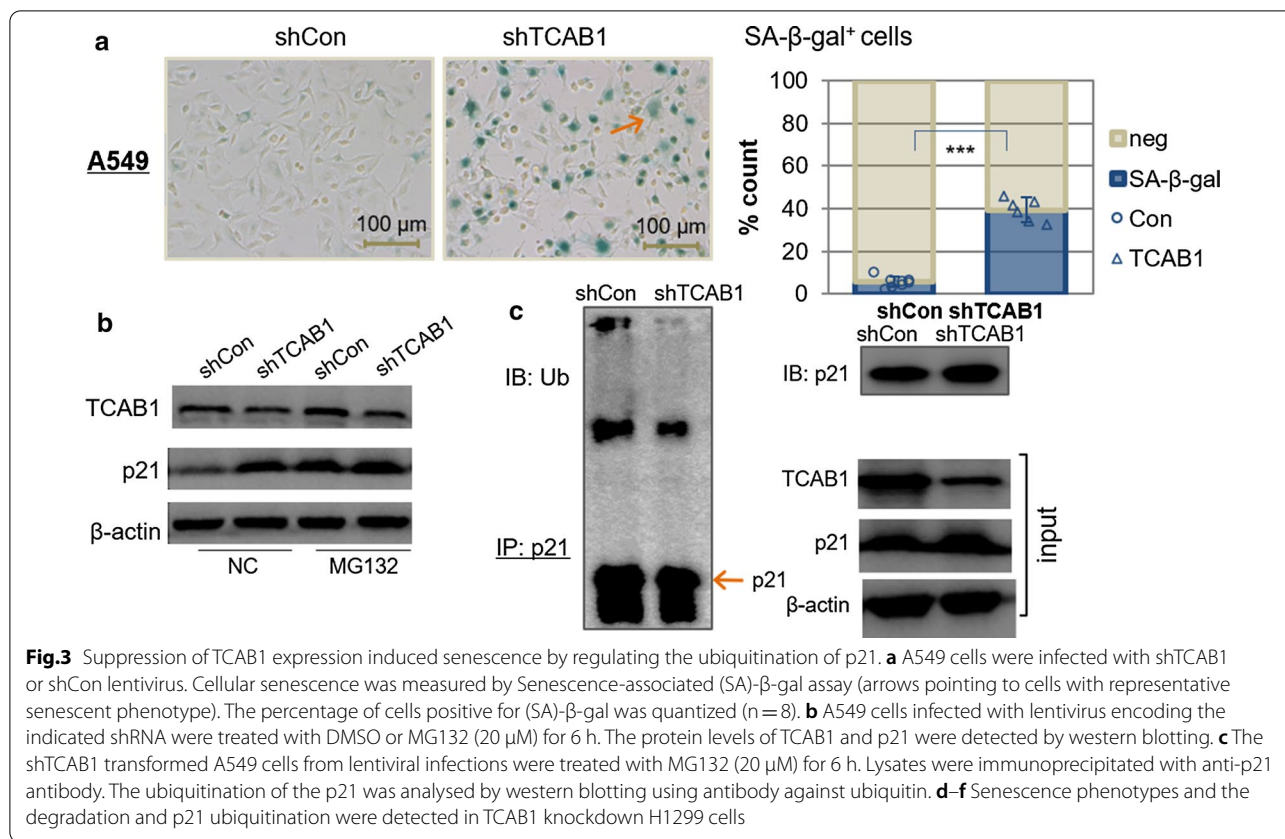 a
shCon
shTCAB1
SA-β-gal⁺ cells
A549
100 µm
100 µm
% count
100
80
60
40
20
0
***
neg
SA-β-gal
Con
TCAB1
shCon shTCAB1
b
shCon
shTCAB1
shCon
shTCAB1
TCAB1
p21
β-actin
NC
MG132
c
shCon
shTCAB1
IB: Ub
IP: p21
p21
shCon
shTCAB1
IB: p21
TCAB1
p21
β-actin
input
Fig.3 Suppression of TCAB1 expression induced senescence by regulating the ubiquitination of p21. a A549 cells were infected with shTCAB1
or shCon lentivirus. Cellular senescence was measured by Senescence-associated (SA)-β-gal assay (arrows pointing to cells with representative
senescent phenotype). The percentage of cells positive for (SA)-β-gal was quantized (n = 8). b A549 cells infected with lentivirus encoding the
indicated shRNA were treated with DMSO or MG132 (20 µM) for 6 h. The protein levels of TCAB1 and p21 were detected by western blotting. c The
shTCAB1 transformed A549 cells from lentiviral infections were treated with MG132 (20 µM) for 6 h. Lysates were immunoprecipitated with anti-p21
antibody. The ubiquitination of the p21 was analysed by western blotting using antibody against ubiquitin. d–f Senescence phenotypes and the
degradation and p21 ubiquitination were detected in TCAB1 knockdown H1299 cells